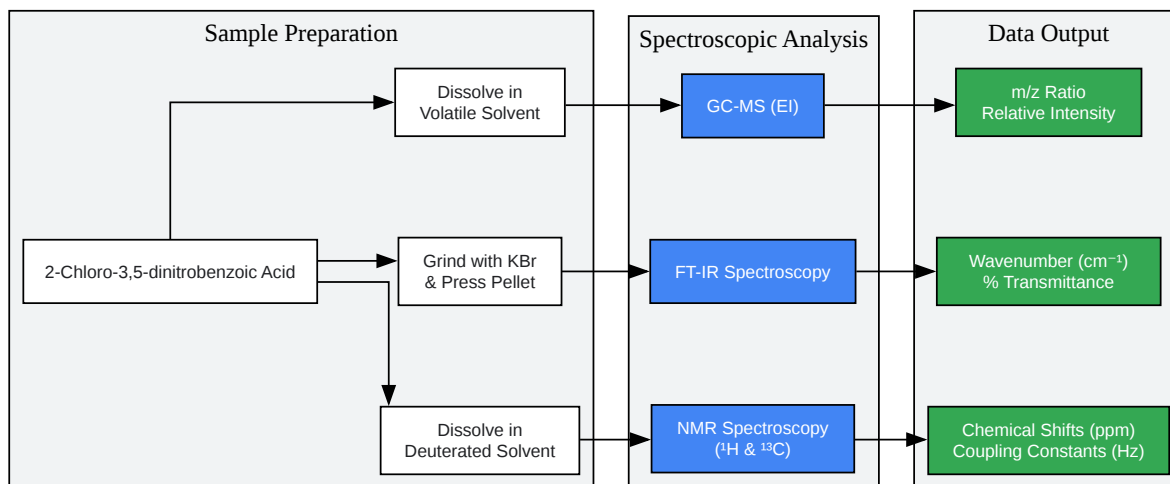 Sample Preparation
Spectroscopic Analysis
Data Output
Dissolve in
Volatile Solvent
GC-MS (EI)
m/z Ratio
Relative Intensity
2-Chloro-3,5-dinitrobenzoic Acid
Grind with KBr
& Press Pellet
FT-IR Spectroscopy
Wavenumber (cm⁻¹)
% Transmittance
Dissolve in
Deuterated Solvent
NMR Spectroscopy
(¹H & ¹³C)
Chemical Shifts (ppm)
Coupling Constants (Hz)